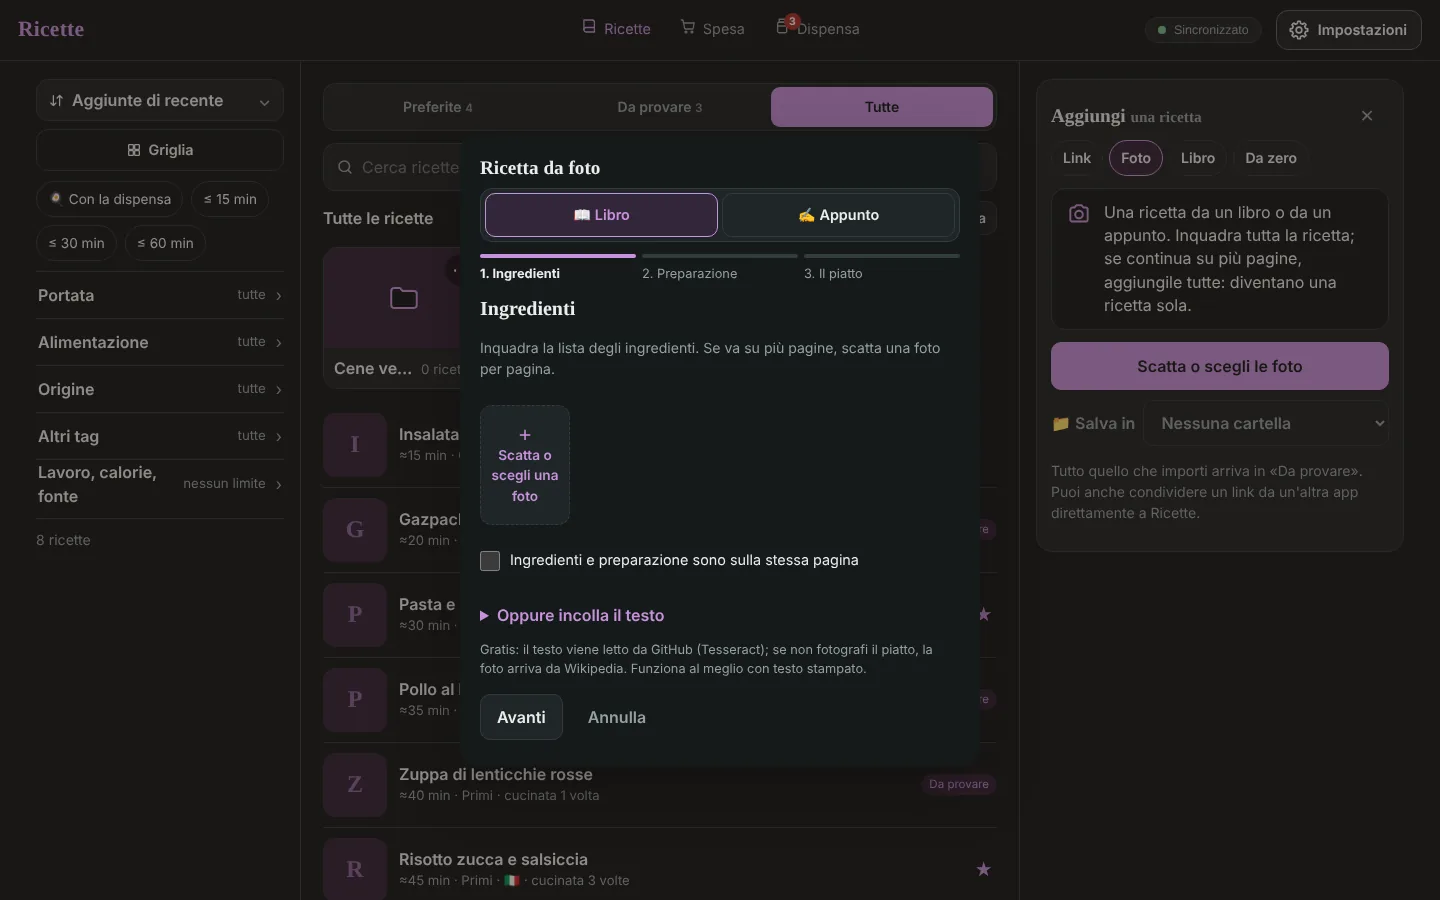 Ricette
Ricette
Spesa
3
Dispensa
Sincronizzato
Impostazioni
Aggiunte di recente
Griglia
Con la dispensa
≤ 15 min
≤ 30 min
≤ 60 min
Portata
tutte
Alimentazione
tutte
Origine
tutte
Altri tag
tutte
Lavoro, calorie,
fonte
nessun limite
8 ricette
Preferite 4
Da provare 3
Tutte
Cerca ricette
Tutte le ricette
Cene ve...
I
Insalata
≈15 min ·
G
≈20 min ·
P
Pasta e
≈30 min ·
P
Pollo al
≈35 min ·
Z
Zuppa di lenticchie rosse
≈40 min · Primi · cucinata 1 volta
Da provare
R
Risotto zucca e salsiccia
≈45 min · Primi · 🇮🇹 · cucinata 3 volte
Ricetta da foto
📖 Libro
✍️ Appunto
1. Ingredienti
2. Preparazione
3. Il piatto
Ingredienti
Inquadra la lista degli ingredienti. Se va su più pagine, scatta una foto
per pagina.
+
Scatta o
scegli una
foto
Ingredienti e preparazione sono sulla stessa pagina
Oppure incolla il testo
Gratis: il testo viene letto da GitHub (Tesseract); se non fotografi il piatto, la
foto arriva da Wikipedia. Funziona al meglio con testo stampato.
Avanti
Annulla
Aggiungi una ricetta
Link
Foto
Libro
Da zero
Una ricetta da un libro o da un
appunto. Inquadra tutta la ricetta;
se continua su più pagine,
aggiungile tutte: diventano una
ricetta sola.
Scatta o scegli le foto
📁 Salva in
Nessuna cartella
Tutto quello che importi arriva in «Da provare».
Puoi anche condividere un link da un'altra app
direttamente a Ricette.